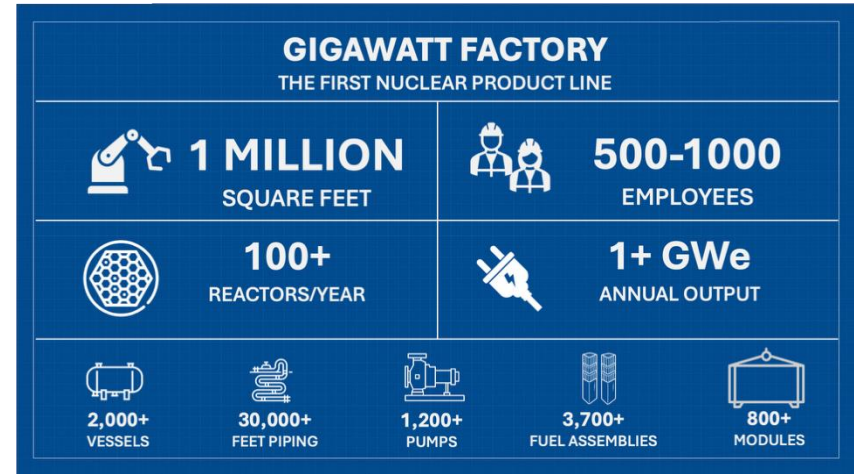 GIGAWATT FACTORY
THE FIRST NUCLEAR PRODUCT LINE
1 MILLION
SQUARE FEET
500-1000
EMPLOYEES
100+
REACTORS/YEAR
1+ GWe
ANNUAL OUTPUT
2,000+
VESSELS
30,000+
FEET PIPING
1,200+
PUMPS
3,700+
FUEL ASSEMBLIES
800+
MODULES